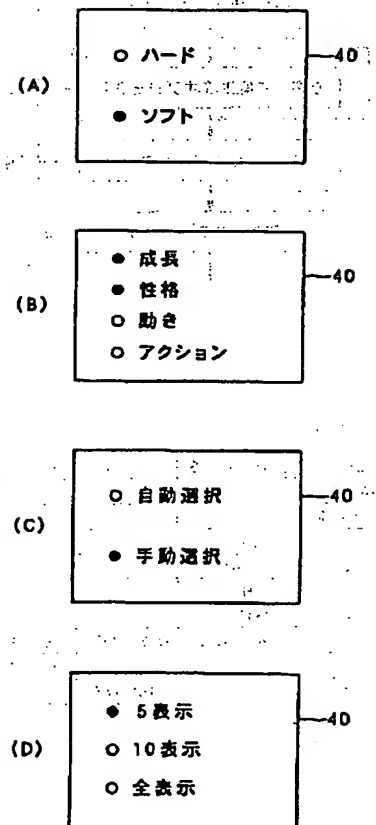 (A)
○ ハード
● ソフト
40
(B)
● 成長
● 性格
○ 動き
○ アクション
40
(C)
○ 自動選択
● 手動選択
40
(D)
● 5表示
○ 10表示
○ 全表示
40